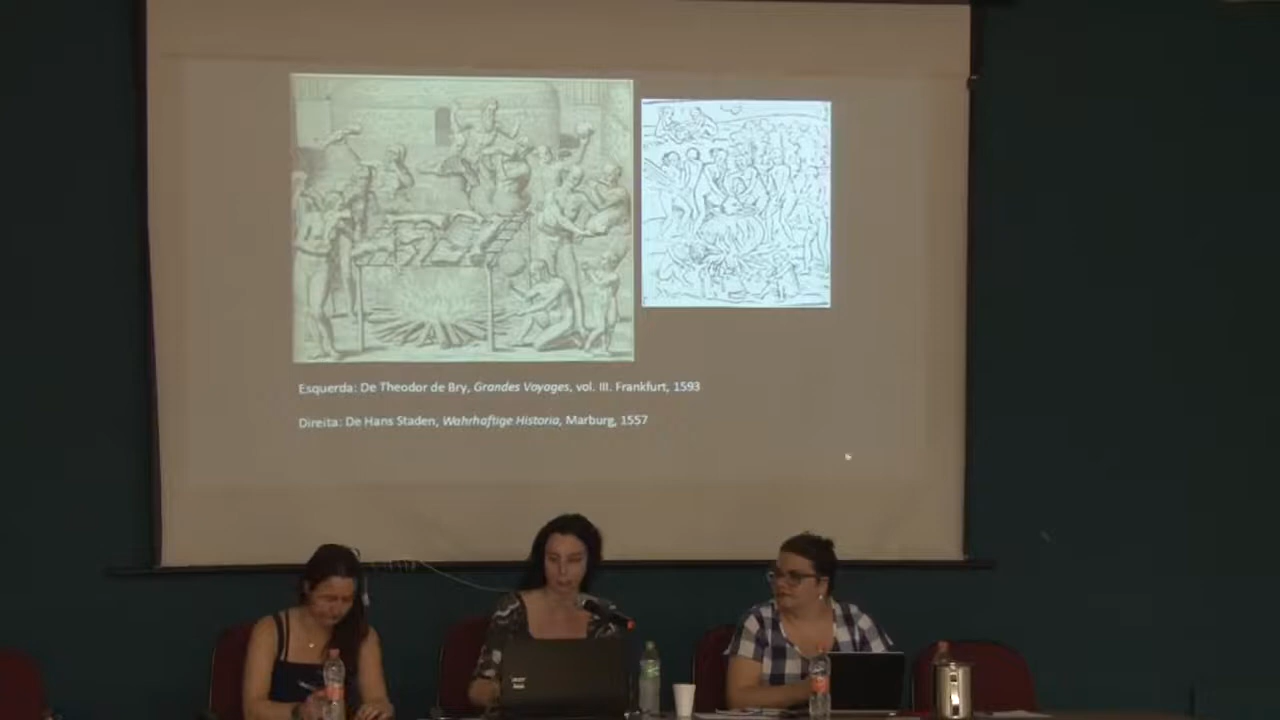 Esquerda: De Theodor de Bry, Grandes Voyages, vol. III. Frankfurt, 1593
Direita: De Hans Staden, Wahrhaftige Historia, Marburg, 1557
acer